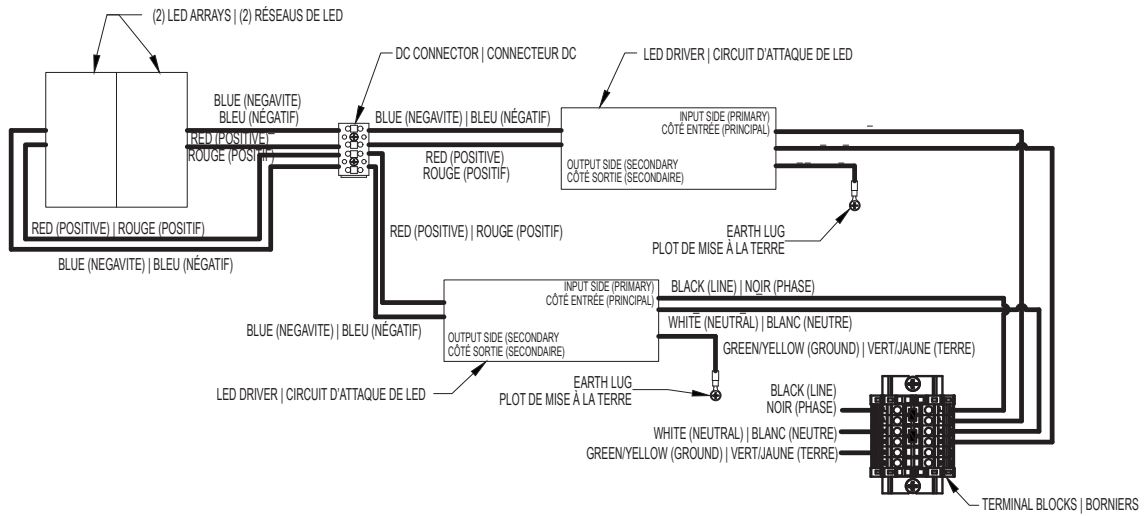 (2) LED ARRAYS | (2) RÉSEAUS DE LED
DC CONNECTOR | CONNECTEUR DC
LED DRIVER | CIRCUIT D'ATTAQUE DE LED
BLUE (NEGAVITE)
BLEU (NÉGATIF)
RED (POSITIVE)
ROUGE (POSITIF)
BLUE (NEGAVITE) | BLEU (NÉGATIF)
RED (POSITIVE)
ROUGE (POSITIF)
INPUT SIDE (PRIMARY)
CÔTÉ ENTRÉE (PRINCIPAL)
OUTPUT SIDE (SECONDARY
CÔTÉ SORTIE (SECONDAIRE)
EARTH LUG
PLOT DE MISE À LA TERRE
RED (POSITIVE) | ROUGE (POSITIF)
BLUE (NEGAVITE) | BLEU (NÉGATIF)
RED (POSITIVE) | ROUGE (POSITIF)
BLUE (NEGAVITE) | BLEU (NÉGATIF)
INPUT SIDE (PRIMARY)
CÔTÉ ENTRÉE (PRINCIPAL)
OUTPUT SIDE (SECONDARY
CÔTÉ SORTIE (SECONDAIRE)
BLACK (LINE) | NOIR (PHASE)
WHITE (NEUTRAL) | BLANC (NEUTRE)
GREEN/YELLOW (GROUND) | VERT/JAUNE (TERRE)
LED DRIVER | CIRCUIT D'ATTAQUE DE LED
EARTH LUG
PLOT DE MISE À LA TERRE
BLACK (LINE)
NOIR (PHASE)
WHITE (NEUTRAL) | BLANC (NEUTRE)
GREEN/YELLOW (GROUND) | VERT/JAUNE (TERRE)
TERMINAL BLOCKS | BORNIERS